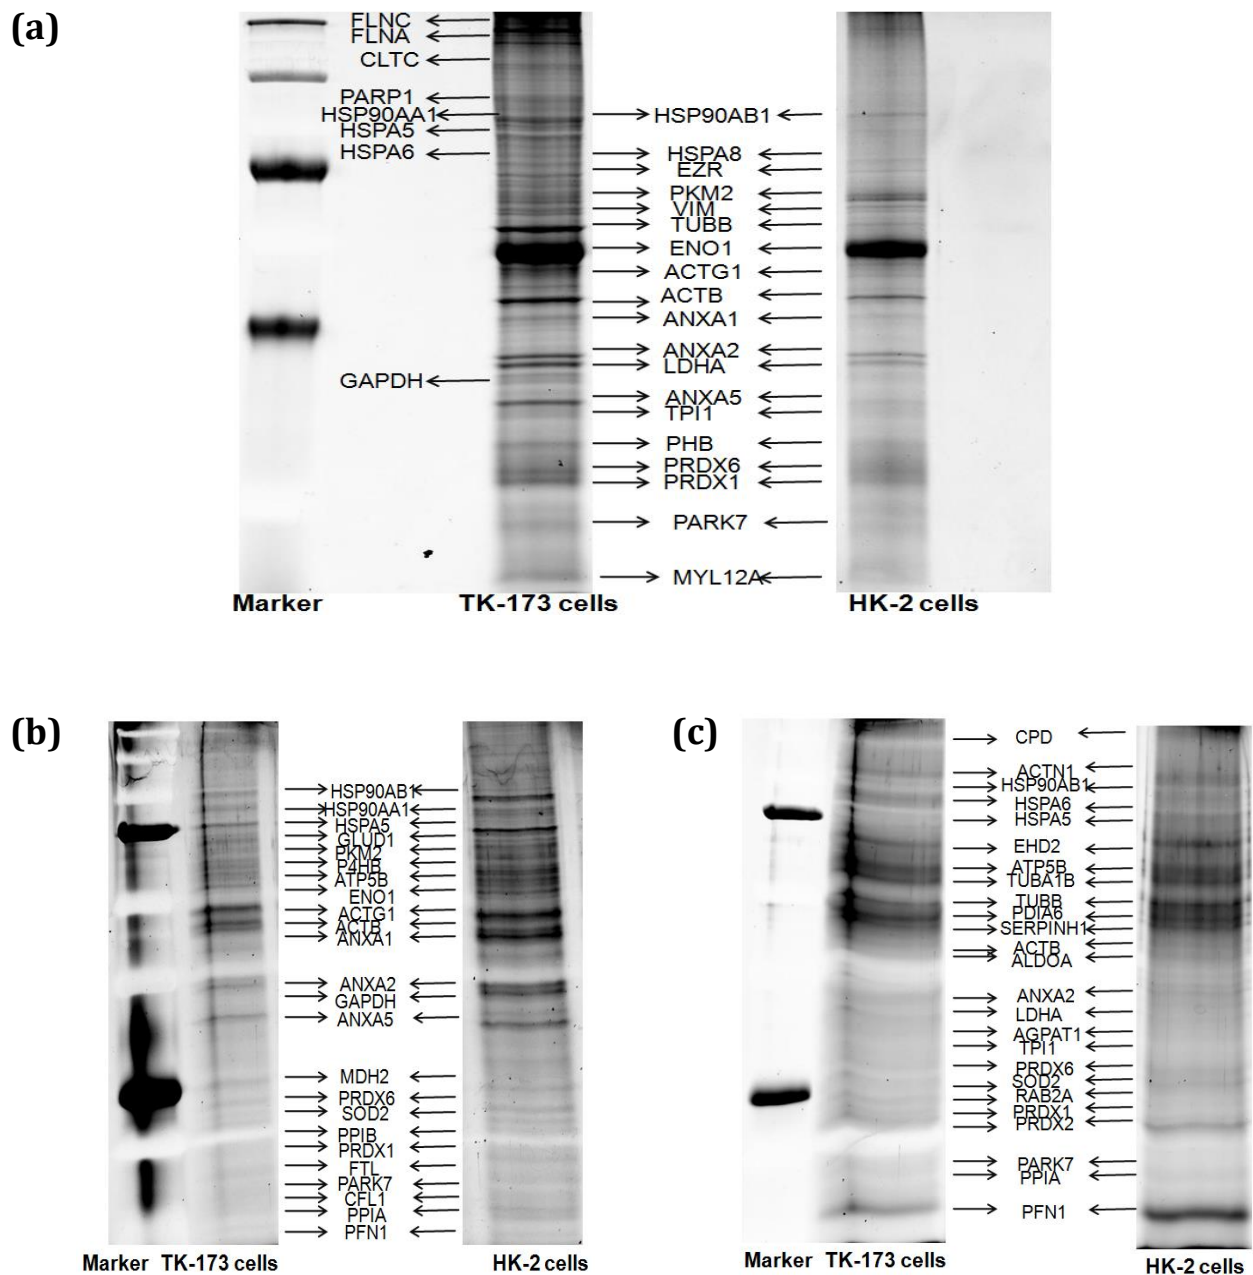 (a)
FLNC
FLNA
CLTC
PARP1
HSP90AA1
HSPA5
HSPA6
GAPDH
HSP90AB1
HSPA8
EZR
PKM2
VIM
TUBB
ENO1
ACTG1
ACTB
ANXA1
ANXA2
LDHA
ANXA5
TPI1
PHB
PRDX6
PRDX1
PARK7
MYL12A
Marker TK-173 cells HK-2 cells
(b)
HSP90AB1
HSP90AA1
HSPA5
GLUD1
PKM2
P4HB
ATP5B
ENO1
ACTG1
ACTB
ANXA1
ANXA2
GAPDH
ANXA5
MDH2
PRDX6
SOD2
PPIB
PRDX1
FTL
PARK7
CFL1
PPIA
PFN1
Marker TK-173 cells HK-2 cells
(c)
CPD
ACTN1
HSP90AB1
HSPA6
HSPA5
EHD2
ATP5B
TUBA1B
TUBB
PDIA6
SERPINH1
ACTB
ALDOA
ANXA2
LDHA
AGPAT1
TPI1
PRDX6
SOD2
RAB2A
PRDX1
PRDX2
PARK7
PPIA
PFN1
Marker TK-173 cells HK-2 cells